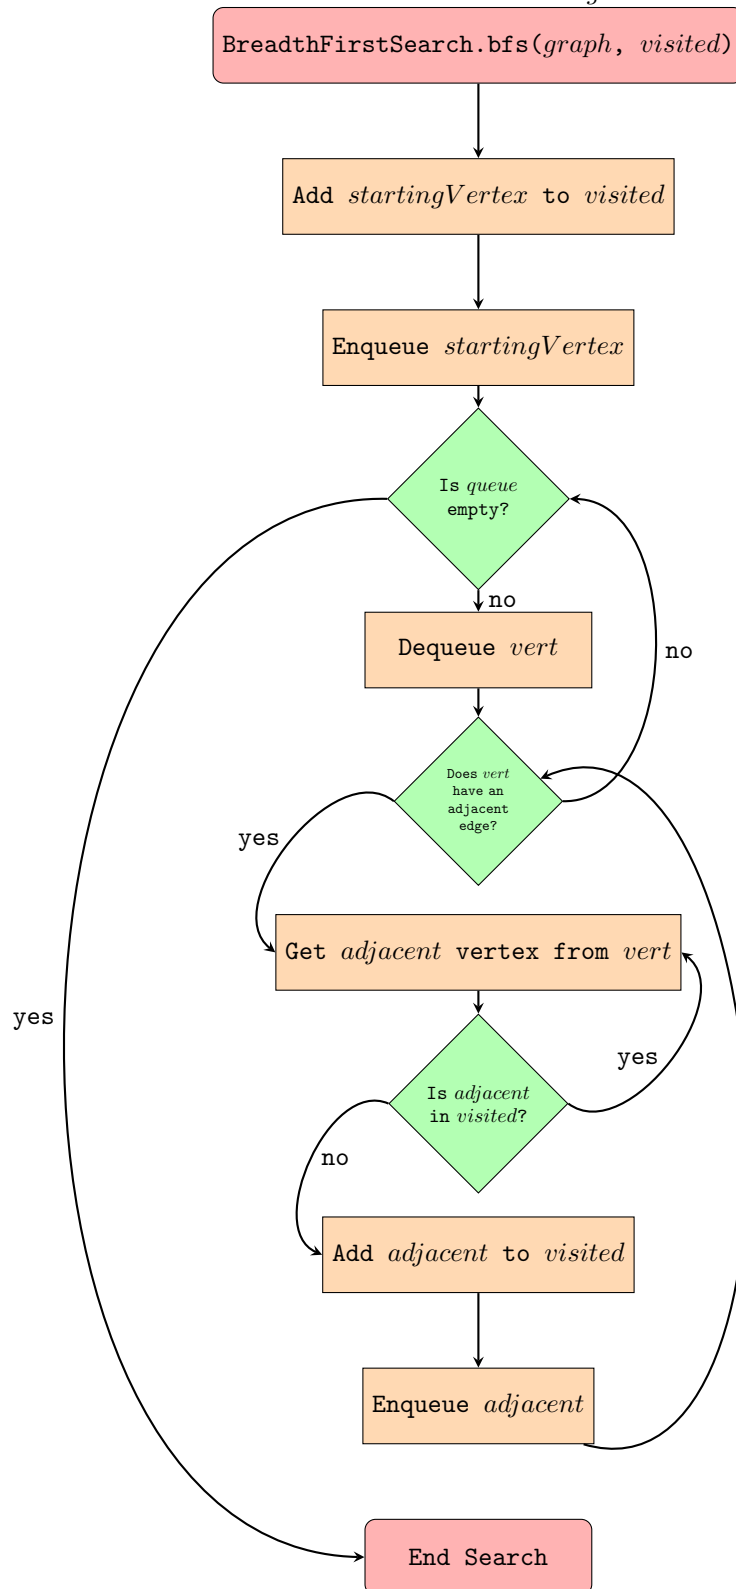 BreadthFirstSearch.bfs(graph, visited)
Add startingVertex to visited
Enqueue startingVertex
Is queue
empty?
no
Dequeue vert
no
Does vert
have an
adjacent
edge?
yes
Get adjacent vertex from vert
yes
yes
Is adjacent
in visited?
no
Add adjacent to visited
Enqueue adjacent
End Search